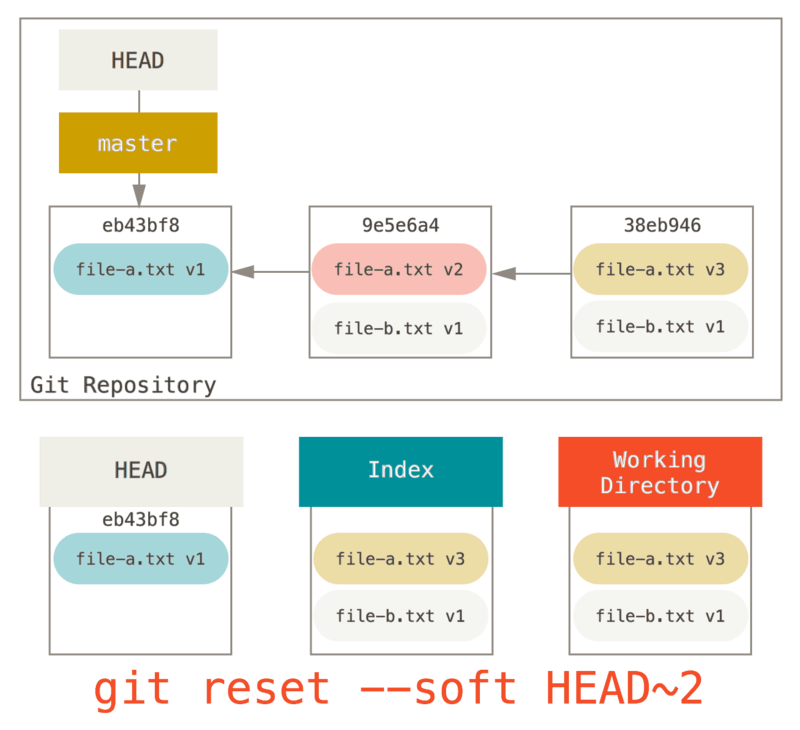 HEAD
master
eb43bf8
9e5e6a4
38eb946
file-a.txt v1
file-a.txt v2
file-a.txt v3
file-b.txt v1
file-b.txt v1
Git Repository
HEAD
Index
Working
Directory
eb43bf8
file-a.txt v1
file-a.txt v3
file-a.txt v3
file-b.txt v1
file-b.txt v1
git reset --soft HEAD~2